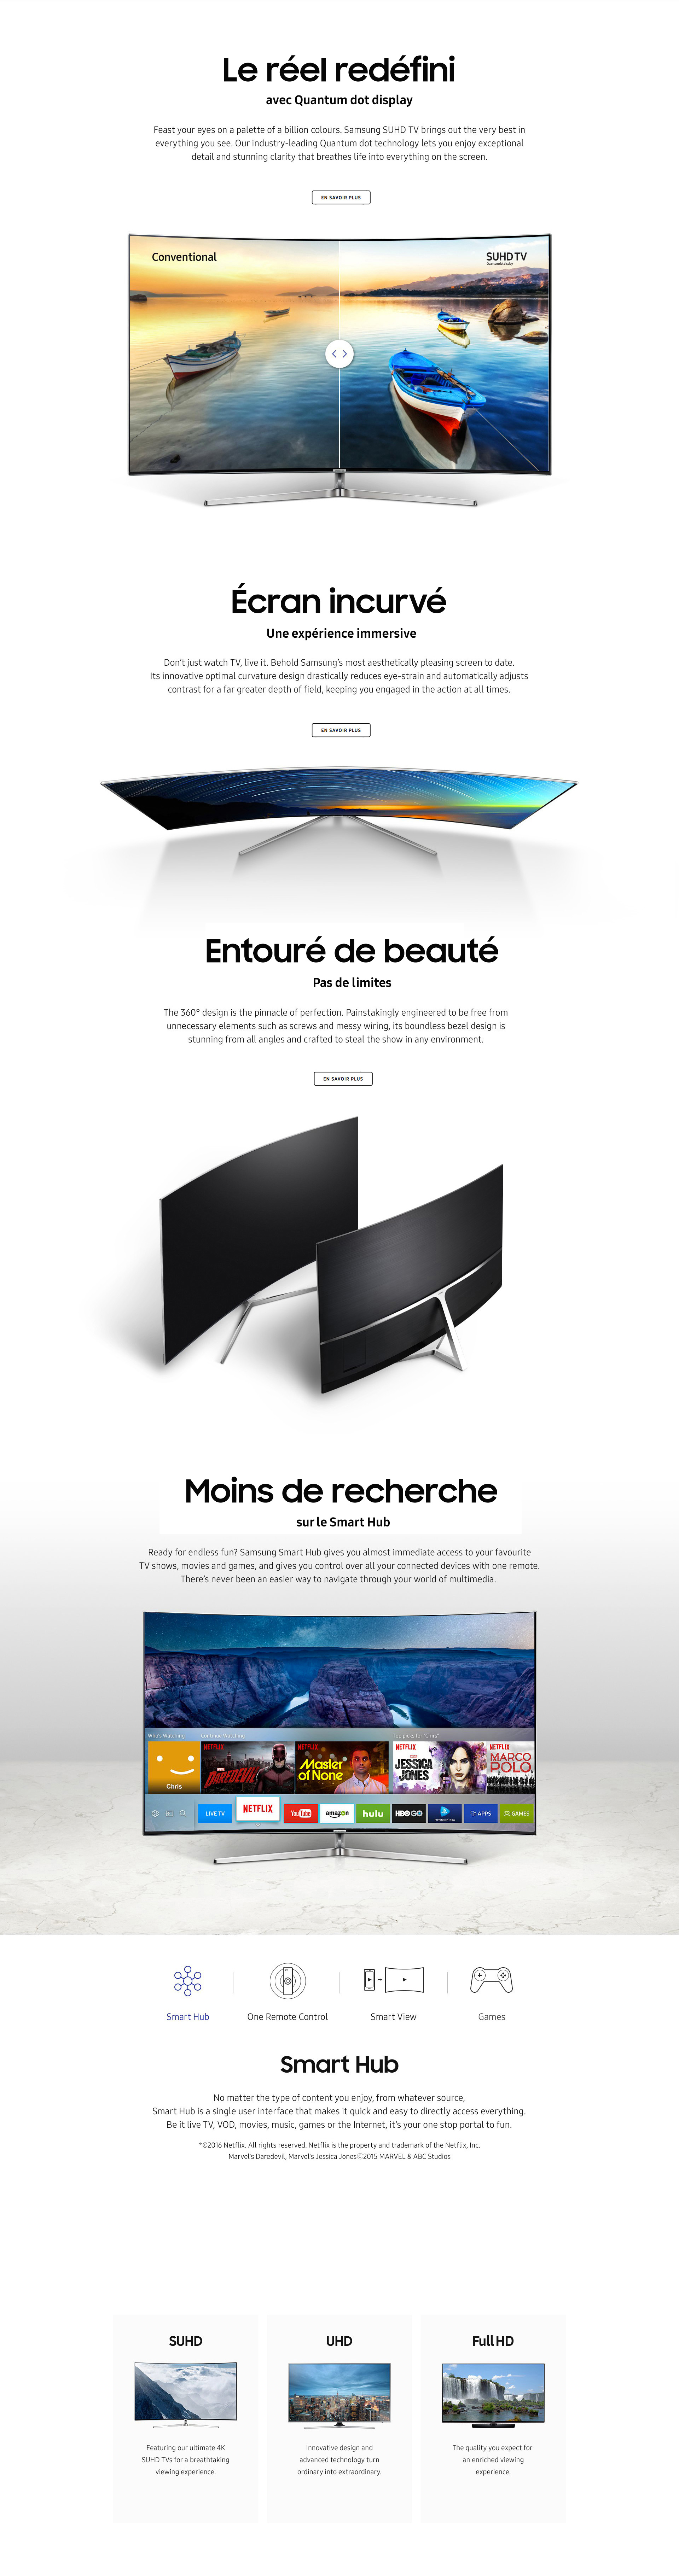 Le réel redéfini
avec Quantum dot display
Feast your eyes on a palette of a billion colours. Samsung SUHD TV brings out the very best in
everything you see. Our industry-leading Quantum dot technology lets you enjoy exceptional
detail and stunning clarity that breathes life into everything on the screen.
EN SAVOIR PLUS
Conventional
SUHD TV
Quantum dot display
Écran incurvé
Une expérience immersive
Don't just watch TV, live it. Behold Samsung's most aesthetically pleasing screen to date.
Its innovative optimal curvature design drastically reduces eye-strain and automatically adjusts
contrast for a far greater depth of field, keeping you engaged in the action at all times.
EN SAVOIR PLUS
Entouré de beauté
Pas de limites
The 360° design is the pinnacle of perfection. Painstakingly engineered to be free from
unnecessary elements such as screws and messy wiring, its boundless bezel design is
stunning from all angles and crafted to steal the show in any environment.
EN SAVOIR PLUS
Moins de recherche
sur le Smart Hub
Ready for endless fun? Samsung Smart Hub gives you almost immediate access to your favourite
TV shows, movies and games, and gives you control over all your connected devices with one remote.
There's never been an easier way to navigate through your world of multimedia.
Who's Watching
Continue Watching
Top picks for "Chris"
Chris
NETFLIX
DAREDEVIL
NETFLIX
Master of None
NETFLIX
JESSICA JONES
NETFLIX
MARCO POLO
LIVE TV
NETFLIX
YouTube
amazon
hulu
HBO GO
APPS
GAMES
Smart Hub
One Remote Control
Smart View
Games
Smart Hub
No matter the type of content you enjoy, from whatever source,
Smart Hub is a single user interface that makes it quick and easy to directly access everything.
Be it live TV, VOD, movies, music, games or the Internet, it's your one stop portal to fun.
*©2016 Netflix. All rights reserved. Netflix is the property and trademark of the Netflix, Inc.
Marvel's Daredevil, Marvel's Jessica Jones©2015 MARVEL & ABC Studios
SUHD
UHD
Full HD
Featuring our ultimate 4K
SUHD TVs for a breathtaking
viewing experience.
Innovative design and
advanced technology turn
ordinary into extraordinary.
The quality you expect for
an enriched viewing
experience.